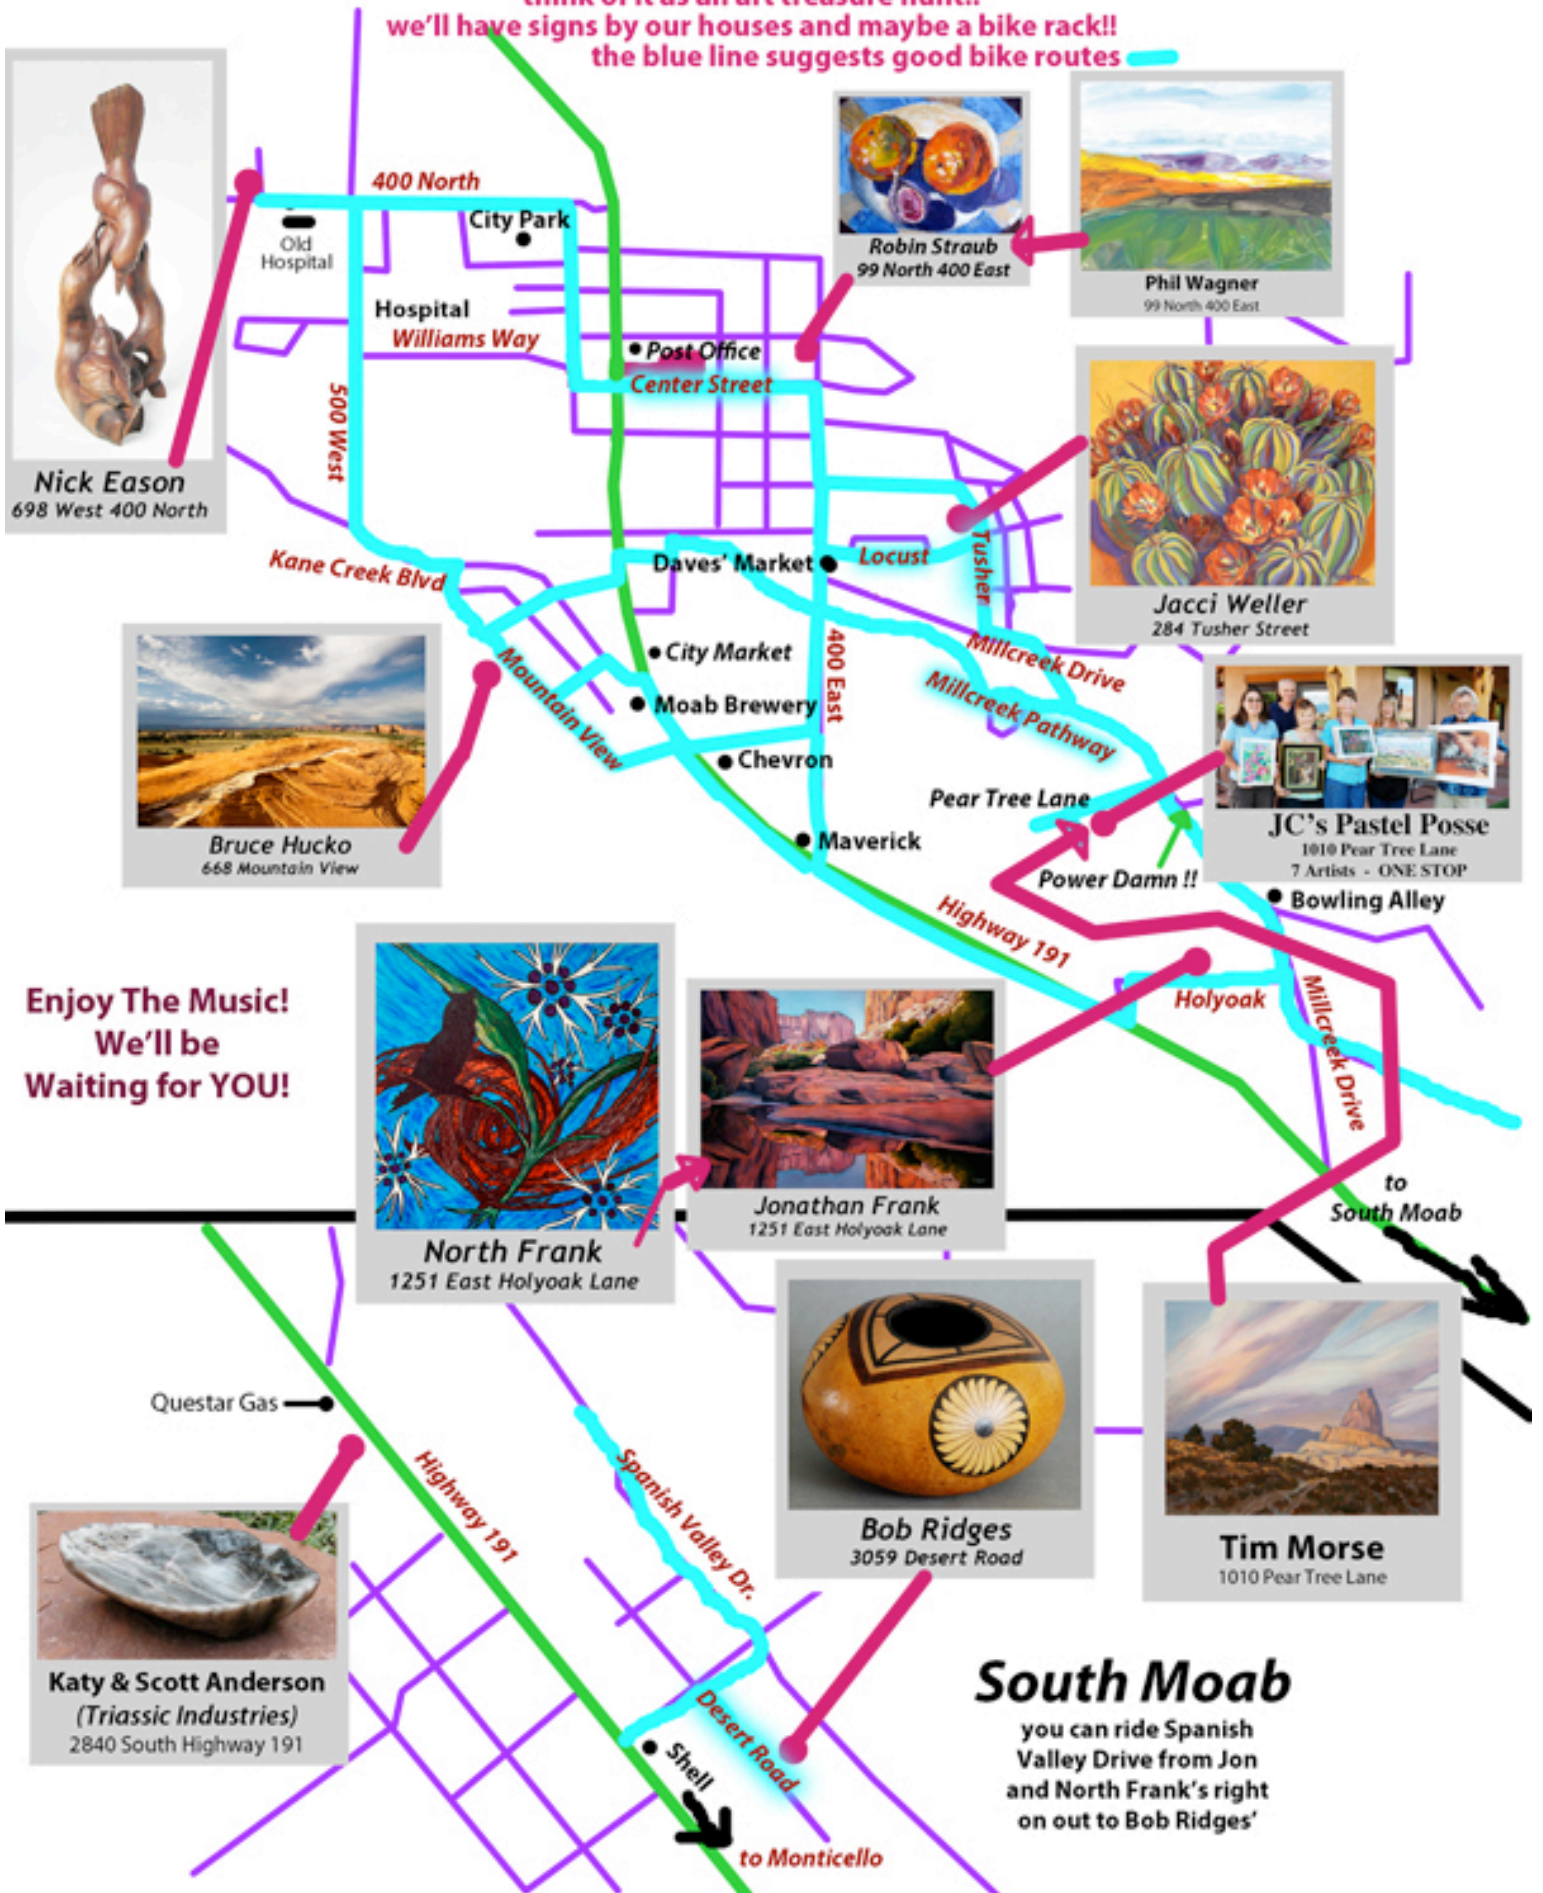 think of it as an art treasure hunt!!
we'll have signs by our houses and maybe a bike rack!!
the blue line suggests good bike routes
400 North
City Park
Old
Hospital
Hospital
Williams Way
Post Office
Center Street
500 West
Nick Eason
698 West 400 North
Robin Straub
99 North 400 East
Phil Wagner
99 North 400 East
Kane Creek Blvd
Daves' Market
Locust
Tusher
Jacci Weller
284 Tusher Street
City Market
400 East
Millcreek Drive
Millcreek Pathway
Mountain View
Moab Brewery
Chevron
Pear Tree Lane
Maverick
Power Damn !!
JC's Pastel Posse
1010 Pear Tree Lane
7 Artists - ONE STOP
Bruce Hucko
668 Mountain View
Bowling Alley
Highway 191
Holyoak
Millcreek Drive
Enjoy The Music!
We'll be
Waiting for YOU!
to
South Moab
North Frank
1251 East Holyoak Lane
Jonathan Frank
1251 East Holyoak Lane
Questar Gas
Highway 191
Spanish Valley Dr.
Bob Ridges
3059 Desert Road
Tim Morse
1010 Pear Tree Lane
Katy & Scott Anderson
(Triassic Industries)
2840 South Highway 191
Desert Road
Shell
to Monticello
South Moab
you can ride Spanish
Valley Drive from Jon
and North Frank's right
on out to Bob Ridges'